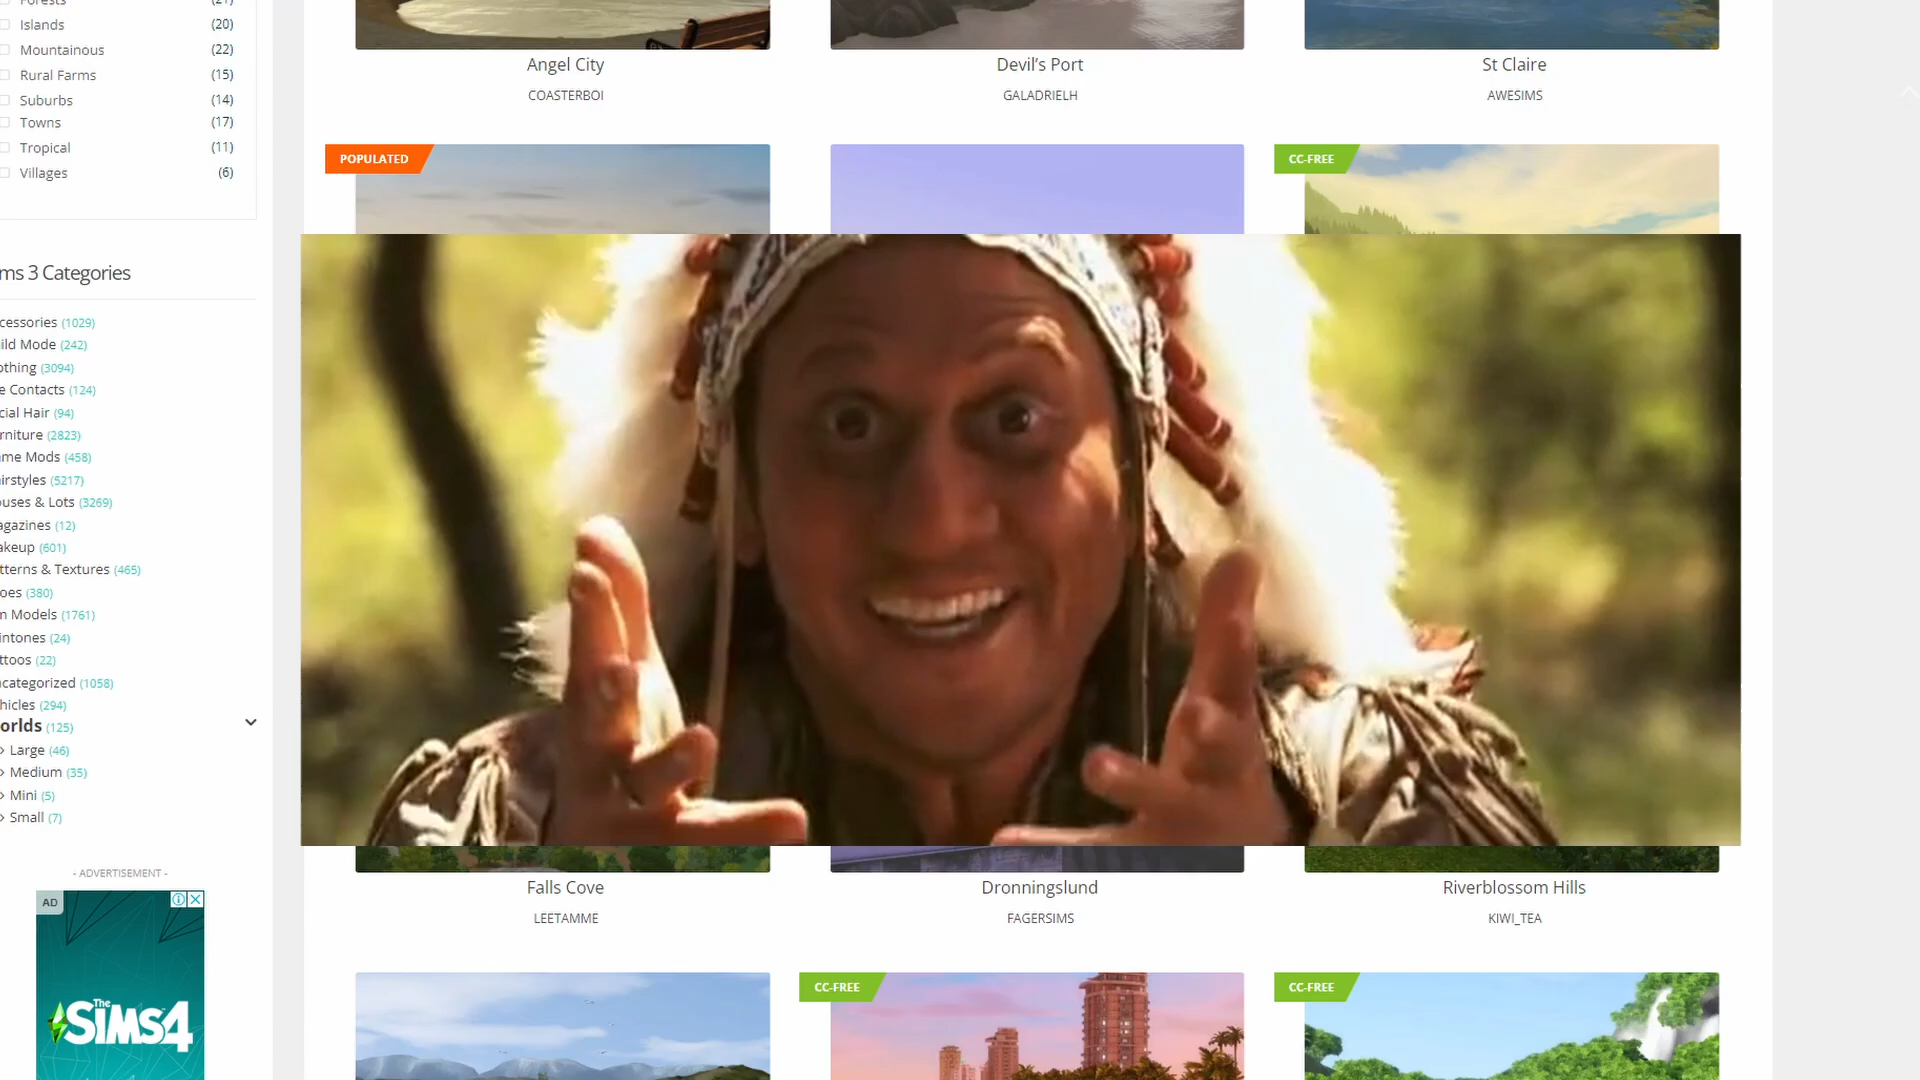 Islands (20)
Mountainous (22)
Rural Farms (15)
Suburbs (14)
Towns (17)
Tropical (11)
Villages (6)
ms 3 Categories
cessories (1029)
ild Mode (242)
othing (3094)
e Contacts (124)
cial Hair (94)
rniture (2823)
me Mods (458)
irstyles (5217)
ouses & Lots (3269)
agazines (12)
akeup (601)
tterns & Textures (465)
oes (380)
m Models (1761)
intones (24)
ttoos (22)
categorized (1058)
hicles (294)
orlds (125)
Large (46)
Medium (35)
Mini (5)
Small (7)
- ADVERTISEMENT -
AD
The
SiMS4
Angel City
COASTERBOI
Devil’s Port
GALADRIELH
St Claire
AWESIMS
POPULATED
CC-FREE
Falls Cove
LEETAMME
Dronningslund
FAGERSIMS
Riverblossom Hills
KIWI_TEA
CC-FREE
CC-FREE